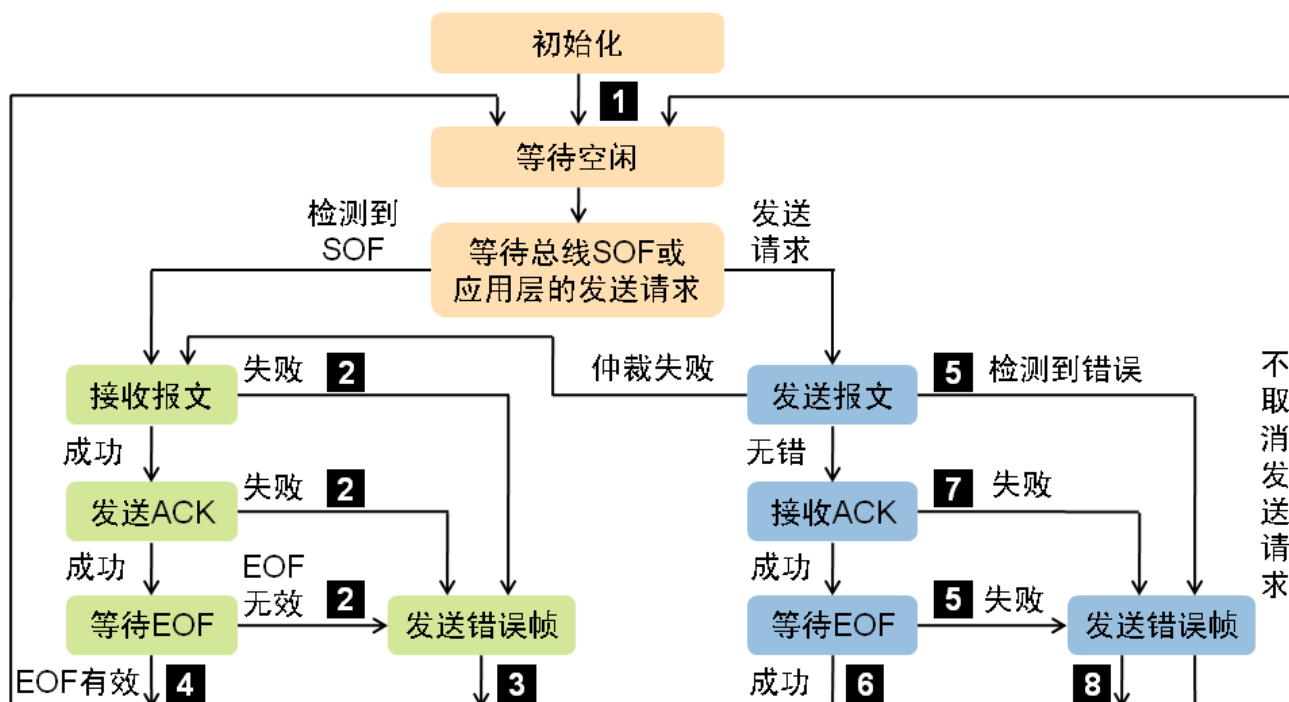 初始化
1
等待空闲
检测到
SOF
发送
请求
等待总线SOF或
应用层的发送请求
接收报文
失败 2
仲裁失败
发送报文
5 检测到错误
不
取
消
发
送
请
求
成功
无错
发送ACK
失败 2
接收ACK
7 失败
成功
EOF
无效 2
成功
等待EOF
发送错误帧
等待EOF
5 失败
发送错误帧
EOF有效 4
3
成功 6
8